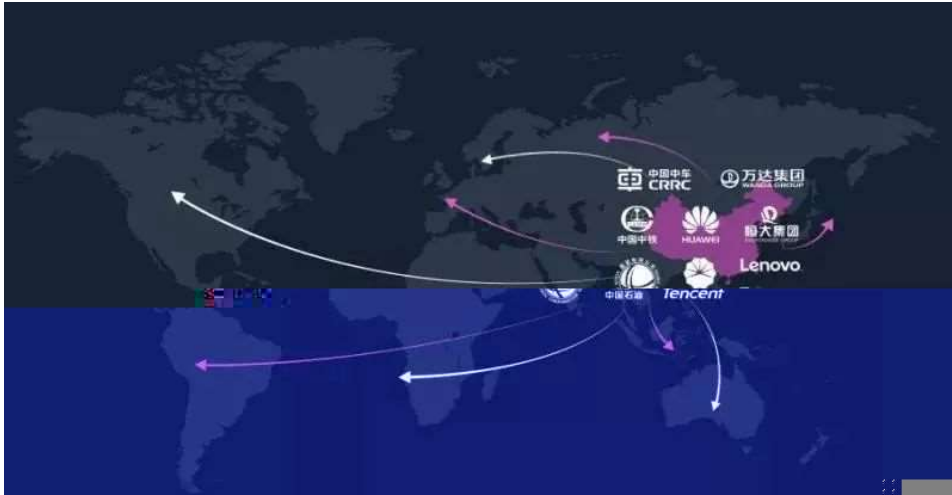 中国中车
CRRC
万达集团
WANDA GROUP
中国中铁
HUAWEI
恒大集团
Lenovo
中国石油
Tencent